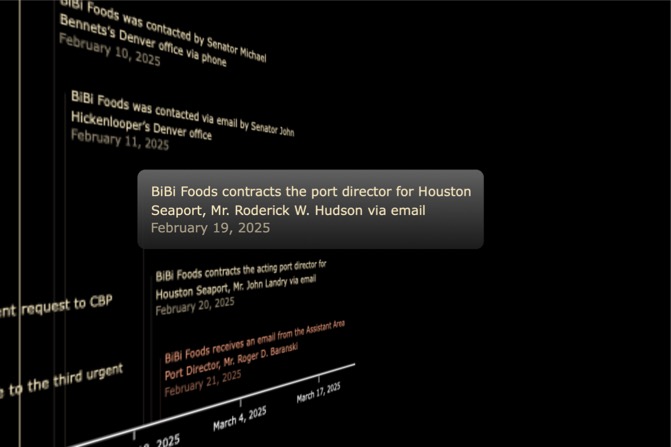 BiBi Foods was contacted by Senator Michael
Bennets's Denver office via phone
February 10, 2025
BiBi Foods was contacted via email by Senator John
Hickenlooper's Denver office
February 11, 2025
BiBi Foods contracts the port director for Houston
Seaport, Mr. Roderick W. Hudson via email
February 19, 2025
BiBi Foods contracts the acting port director for
Houston Seaport, Mr. John Landry via email
February 20, 2025
nt request to CBP
BiBi Foods receives an email from the Assistant Area
Port Director, Mr. Roger D. Baranski
February 21, 2025
to the third urgent
2025
March 4, 2025
March 17, 2025